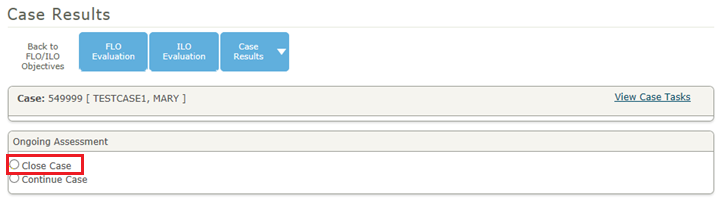 Case Results
Back to
FLO/ILO
Objectives
FLO
Evaluation
ILO
Evaluation
Case
Results
Case: 549999 [ TESTCASE1, MARY ]
View Case Tasks
Ongoing Assessment
Close Case
Continue Case